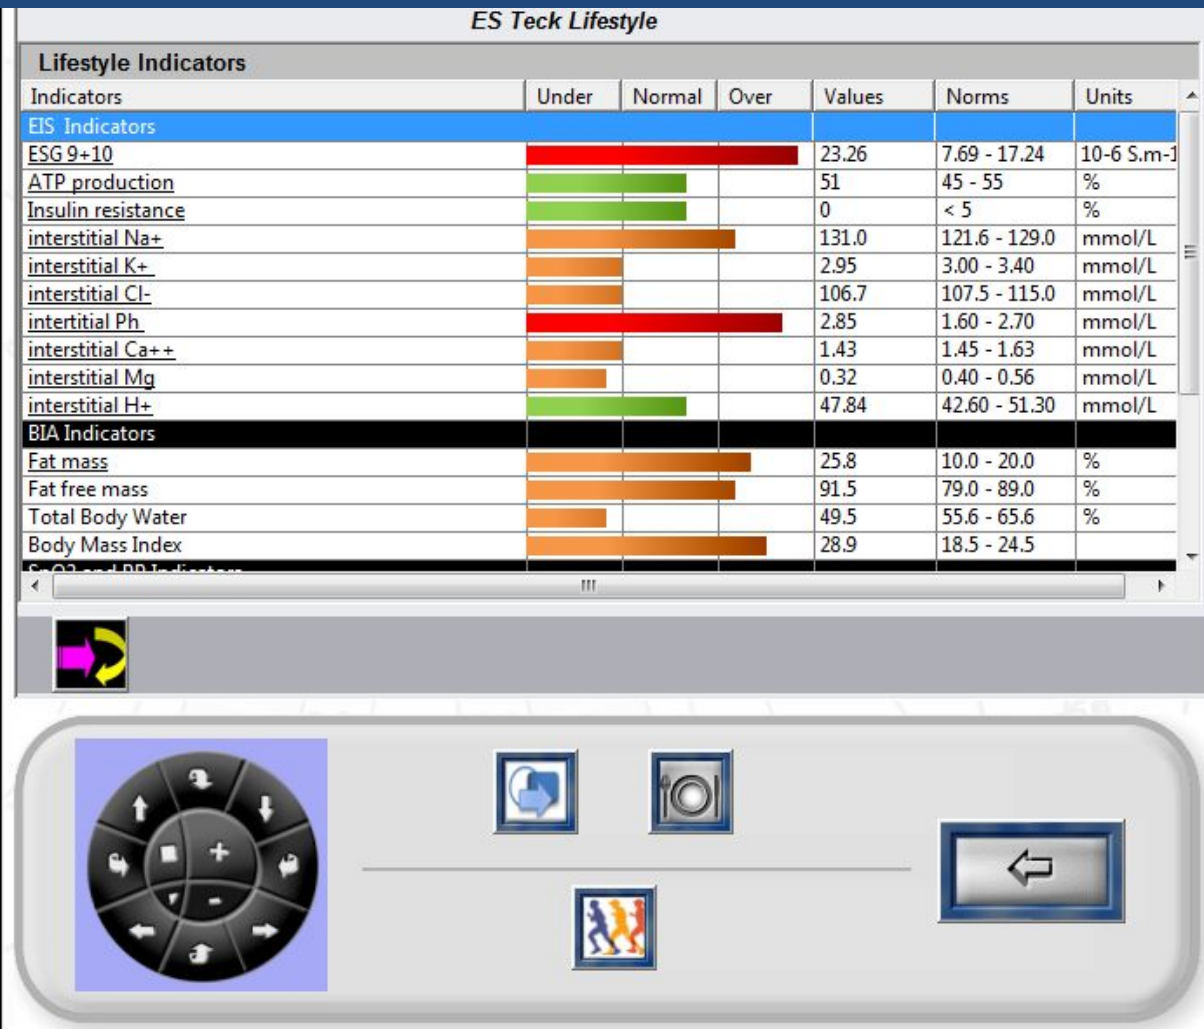 ES Teck Lifestyle
Lifestyle Indicators
Indicators Under Normal Over Values Norms Units
EIS Indicators
ESG 9+10 23.26 7.69 - 17.24 10-6 S.m-1
ATP production 51 45 - 55 %
Insulin resistance 0 < 5 %
interstitial Na+ 131.0 121.6 - 129.0 mmol/L
interstitial K+ 2.95 3.00 - 3.40 mmol/L
interstitial Cl- 106.7 107.5 - 115.0 mmol/L
intertitial Ph 2.85 1.60 - 2.70 mmol/L
interstitial Ca++ 1.43 1.45 - 1.63 mmol/L
interstitial Mg 0.32 0.40 - 0.56 mmol/L
interstitial H+ 47.84 42.60 - 51.30 mmol/L
BIA Indicators
Fat mass 25.8 10.0 - 20.0 %
Fat free mass 91.5 79.0 - 89.0 %
Total Body Water 49.5 55.6 - 65.6 %
Body Mass Index 28.9 18.5 - 24.5
SpO2 and PP Indicators